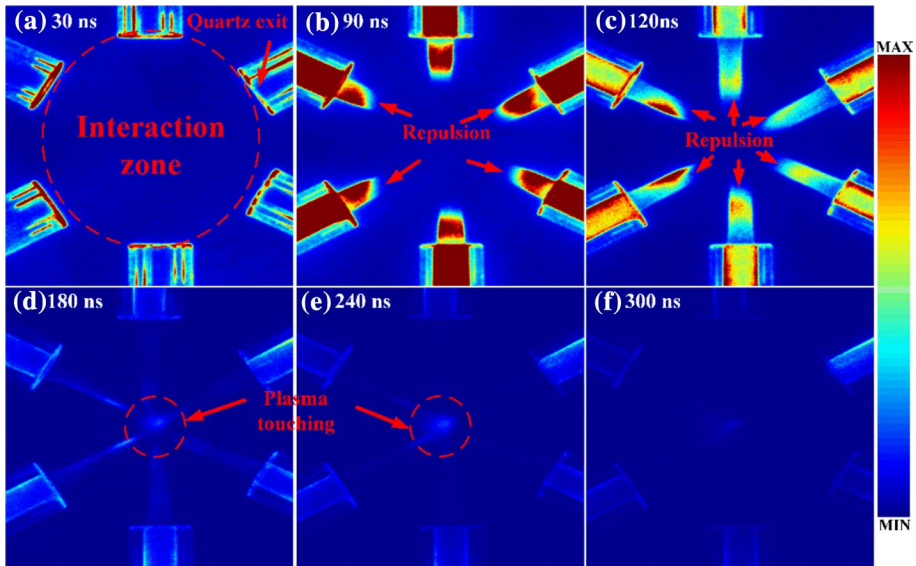 (a) 30 ns
Quartz exit
Interaction
zone
(b) 90 ns
Repulsion
(c) 120ns
Repulsion
MAX
(d) 180 ns
Plasma
touching
(e) 240 ns
(f) 300 ns
MIN